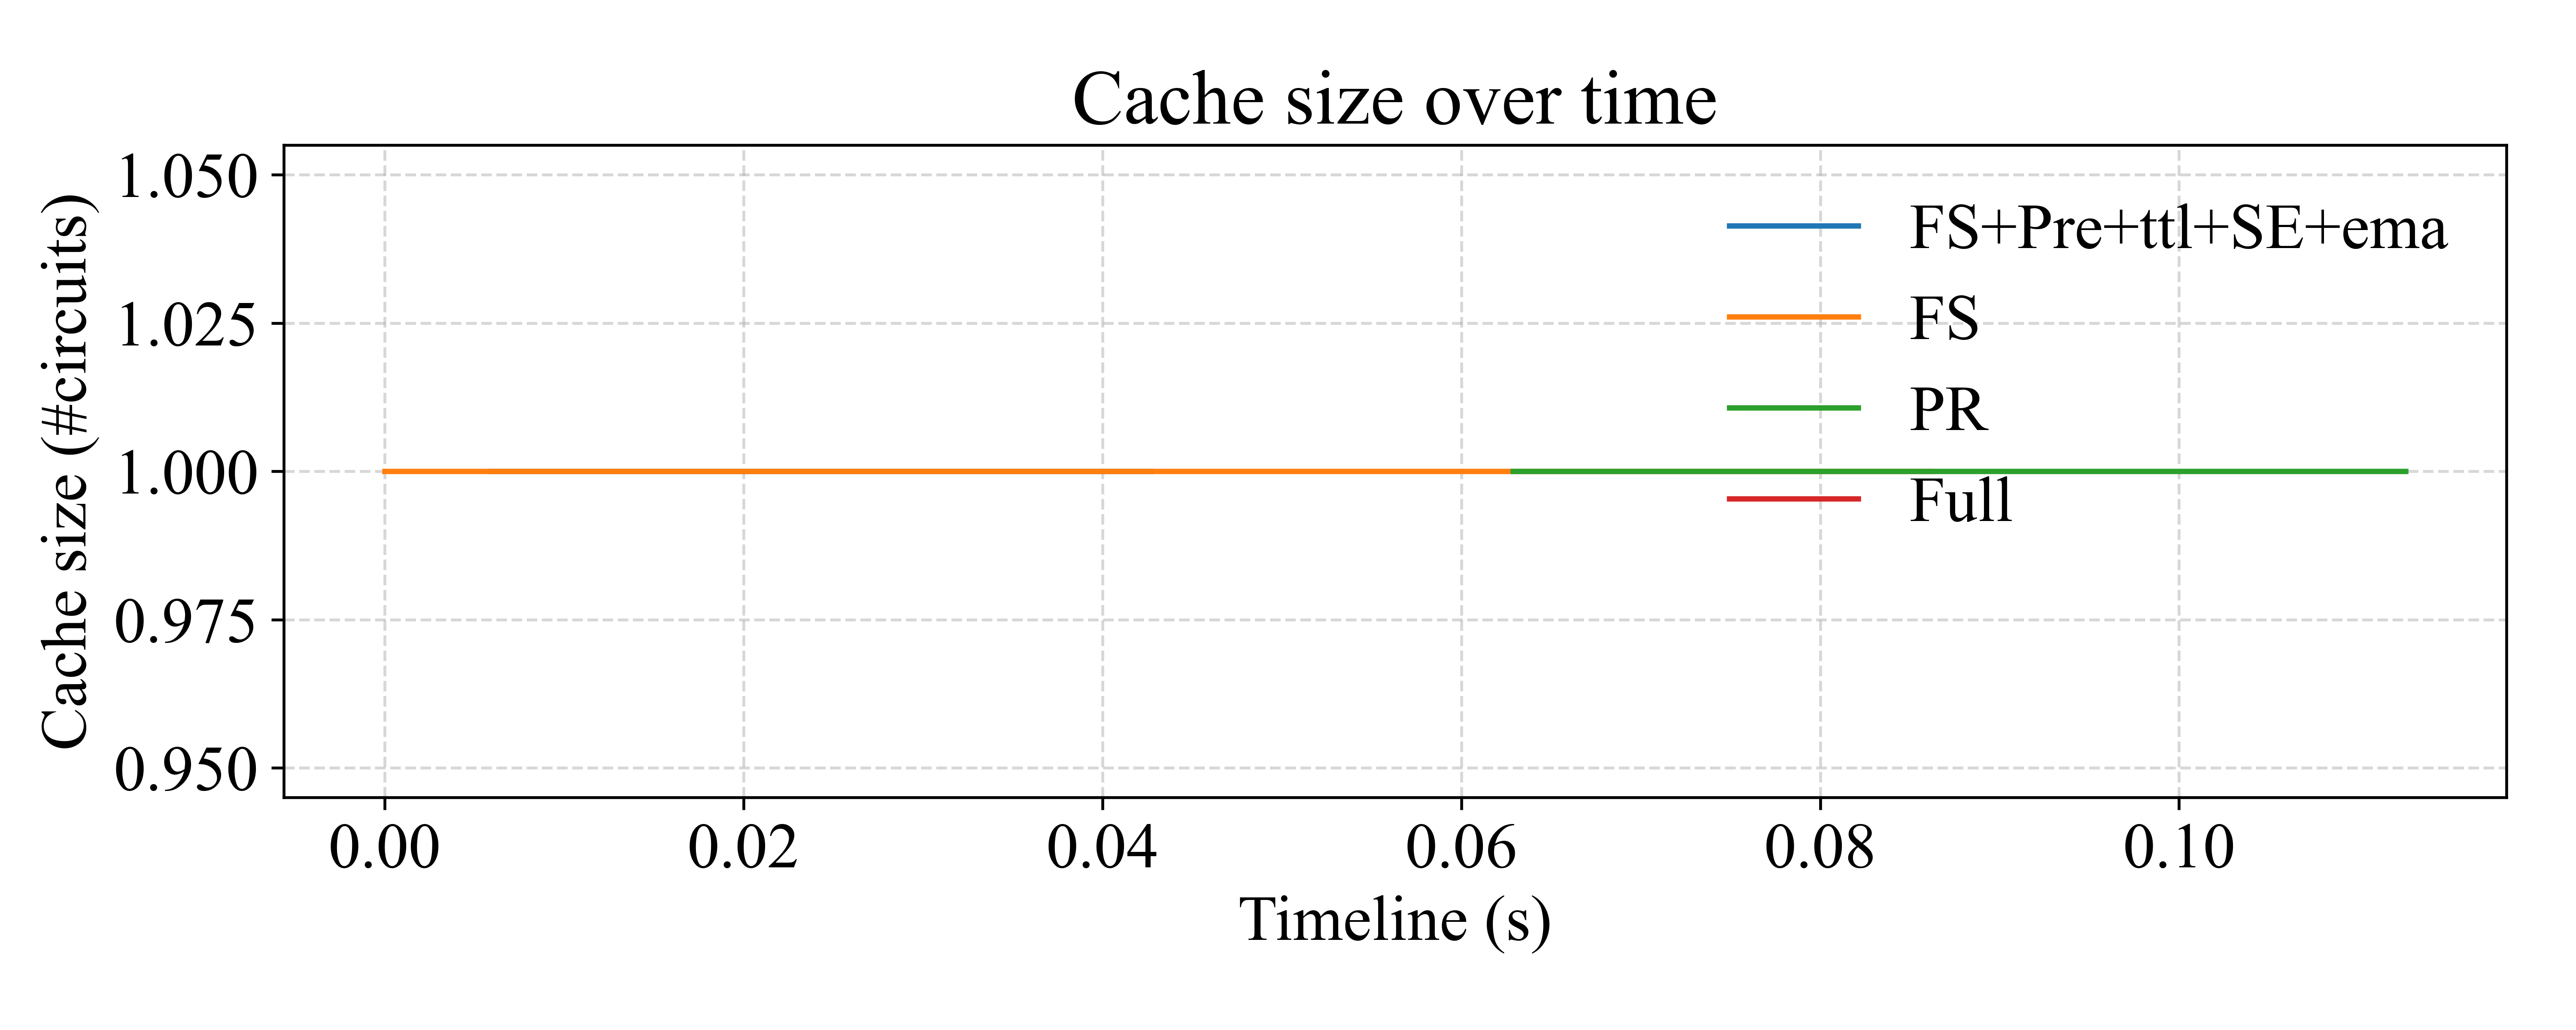 Cache size over time
Cache size (#circuits)
1.050
1.025
1.000
0.975
0.950
FS+Pre+ttl+SE+ema
FS
PR
Full
0.00 0.02 0.04 0.06 0.08 0.10
Timeline (s)